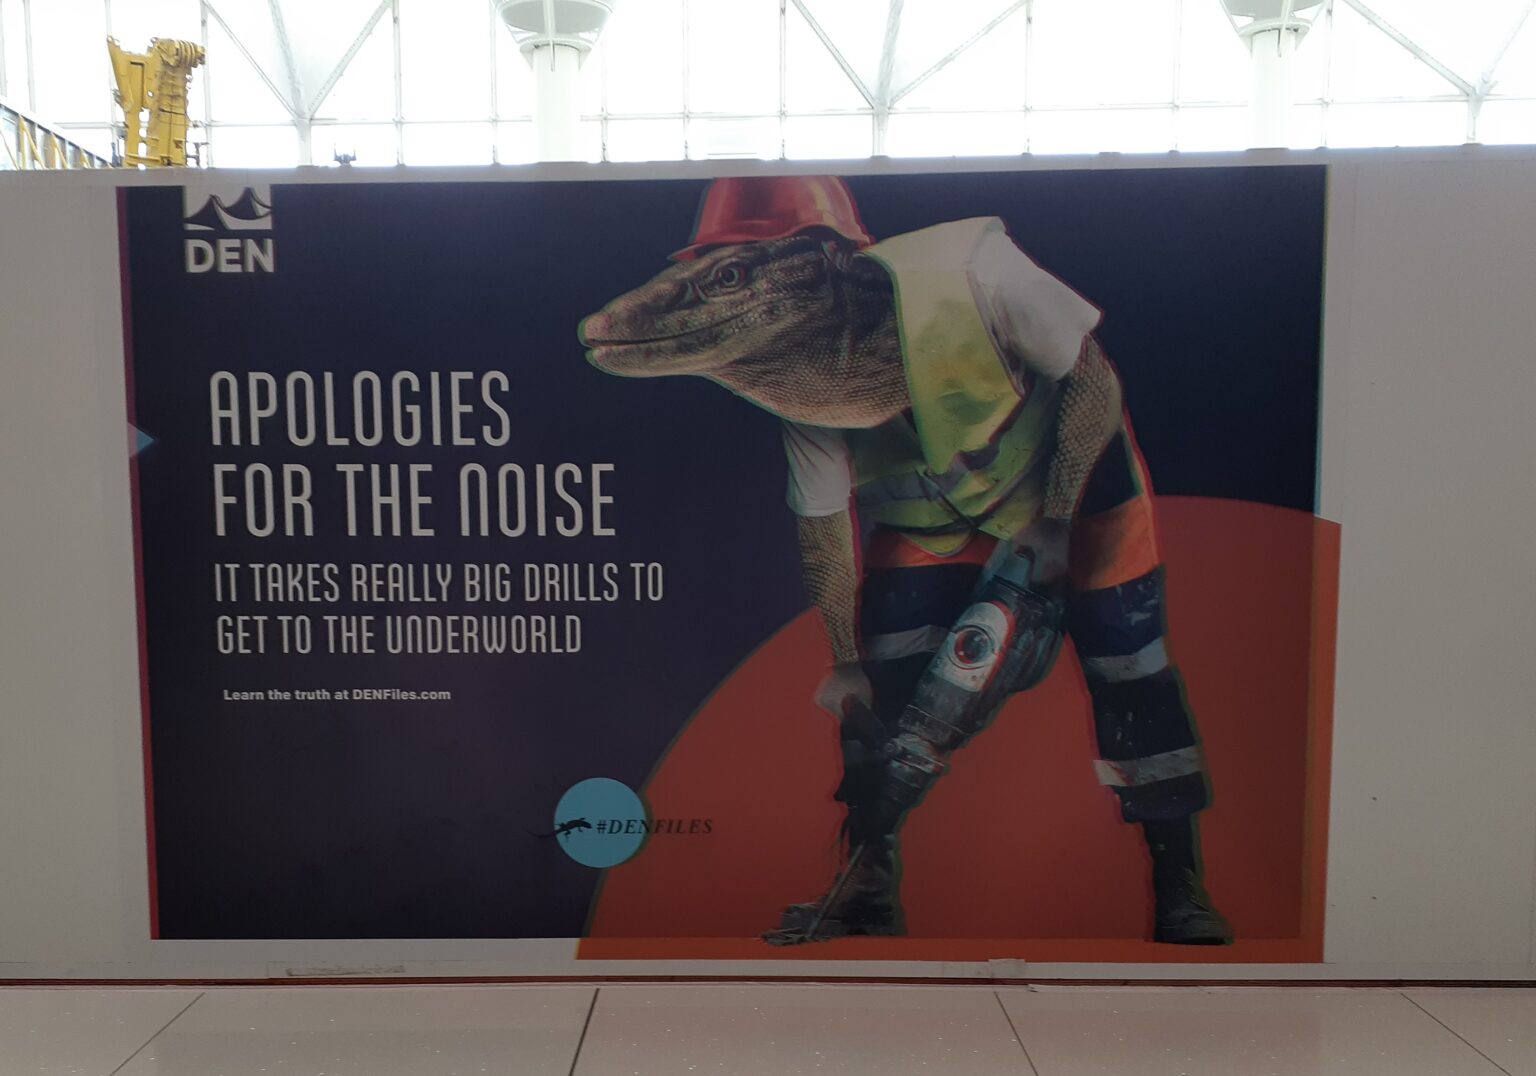 DEN
APOLOGIES
FOR THE NOISE
IT TAKES REALLY BIG DRILLS TO
GET TO THE UNDERWORLD
Learn the truth at DENFiles.com
#DENFILES